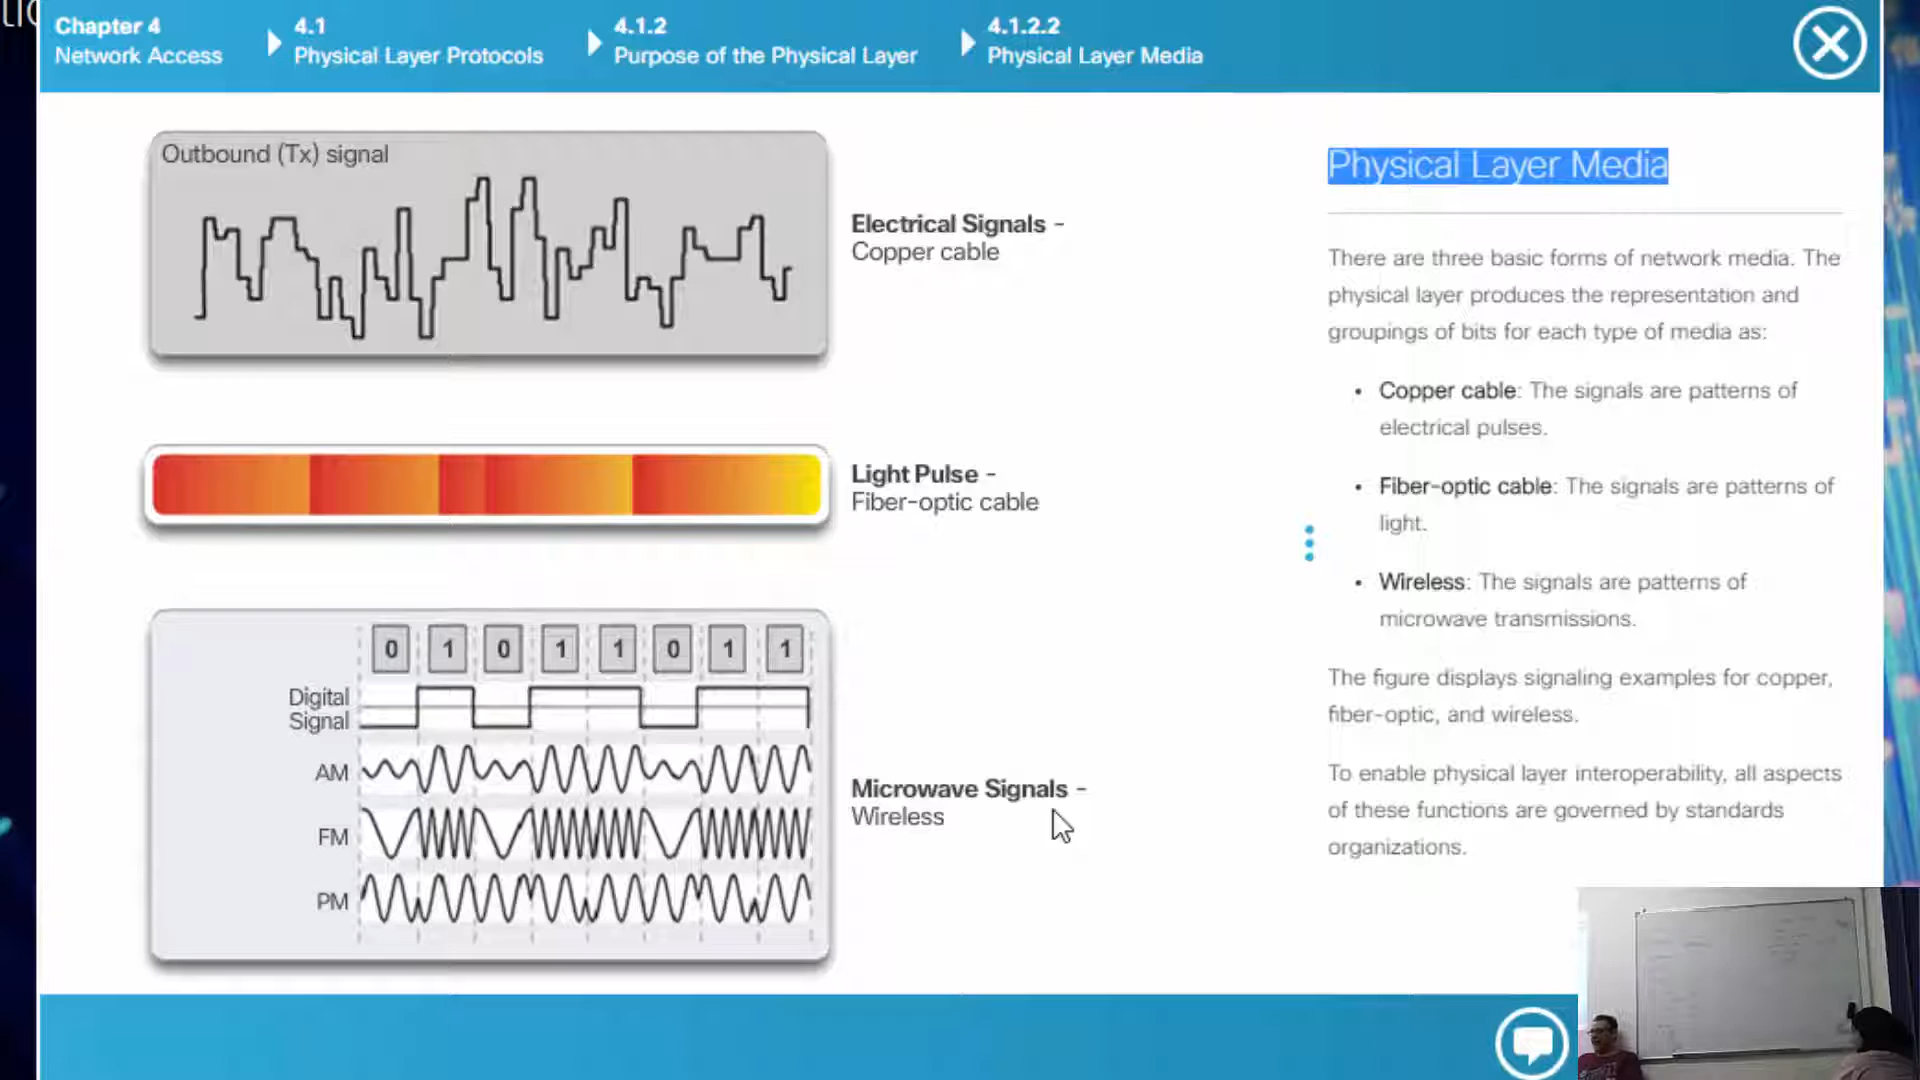 Chapter 4
Network Access
4.1
Physical Layer Protocols
4.1.2
Purpose of the Physical Layer
4.1.2.2
Physical Layer Media
Outbound (Tx) signal
Electrical Signals -
Copper cable
Light Pulse -
Fiber-optic cable
0 1 0 1 1 0 1 1
Digital
Signal
AM
FM
PM
Microwave Signals -
Wireless
Physical Layer Media
There are three basic forms of network media. The
physical layer produces the representation and
groupings of bits for each type of media as:
• Copper cable: The signals are patterns of
electrical pulses.
• Fiber-optic cable: The signals are patterns of
light.
• Wireless: The signals are patterns of
microwave transmissions.
The figure displays signaling examples for copper,
fiber-optic, and wireless.
To enable physical layer interoperability, all aspects
of these functions are governed by standards
organizations.